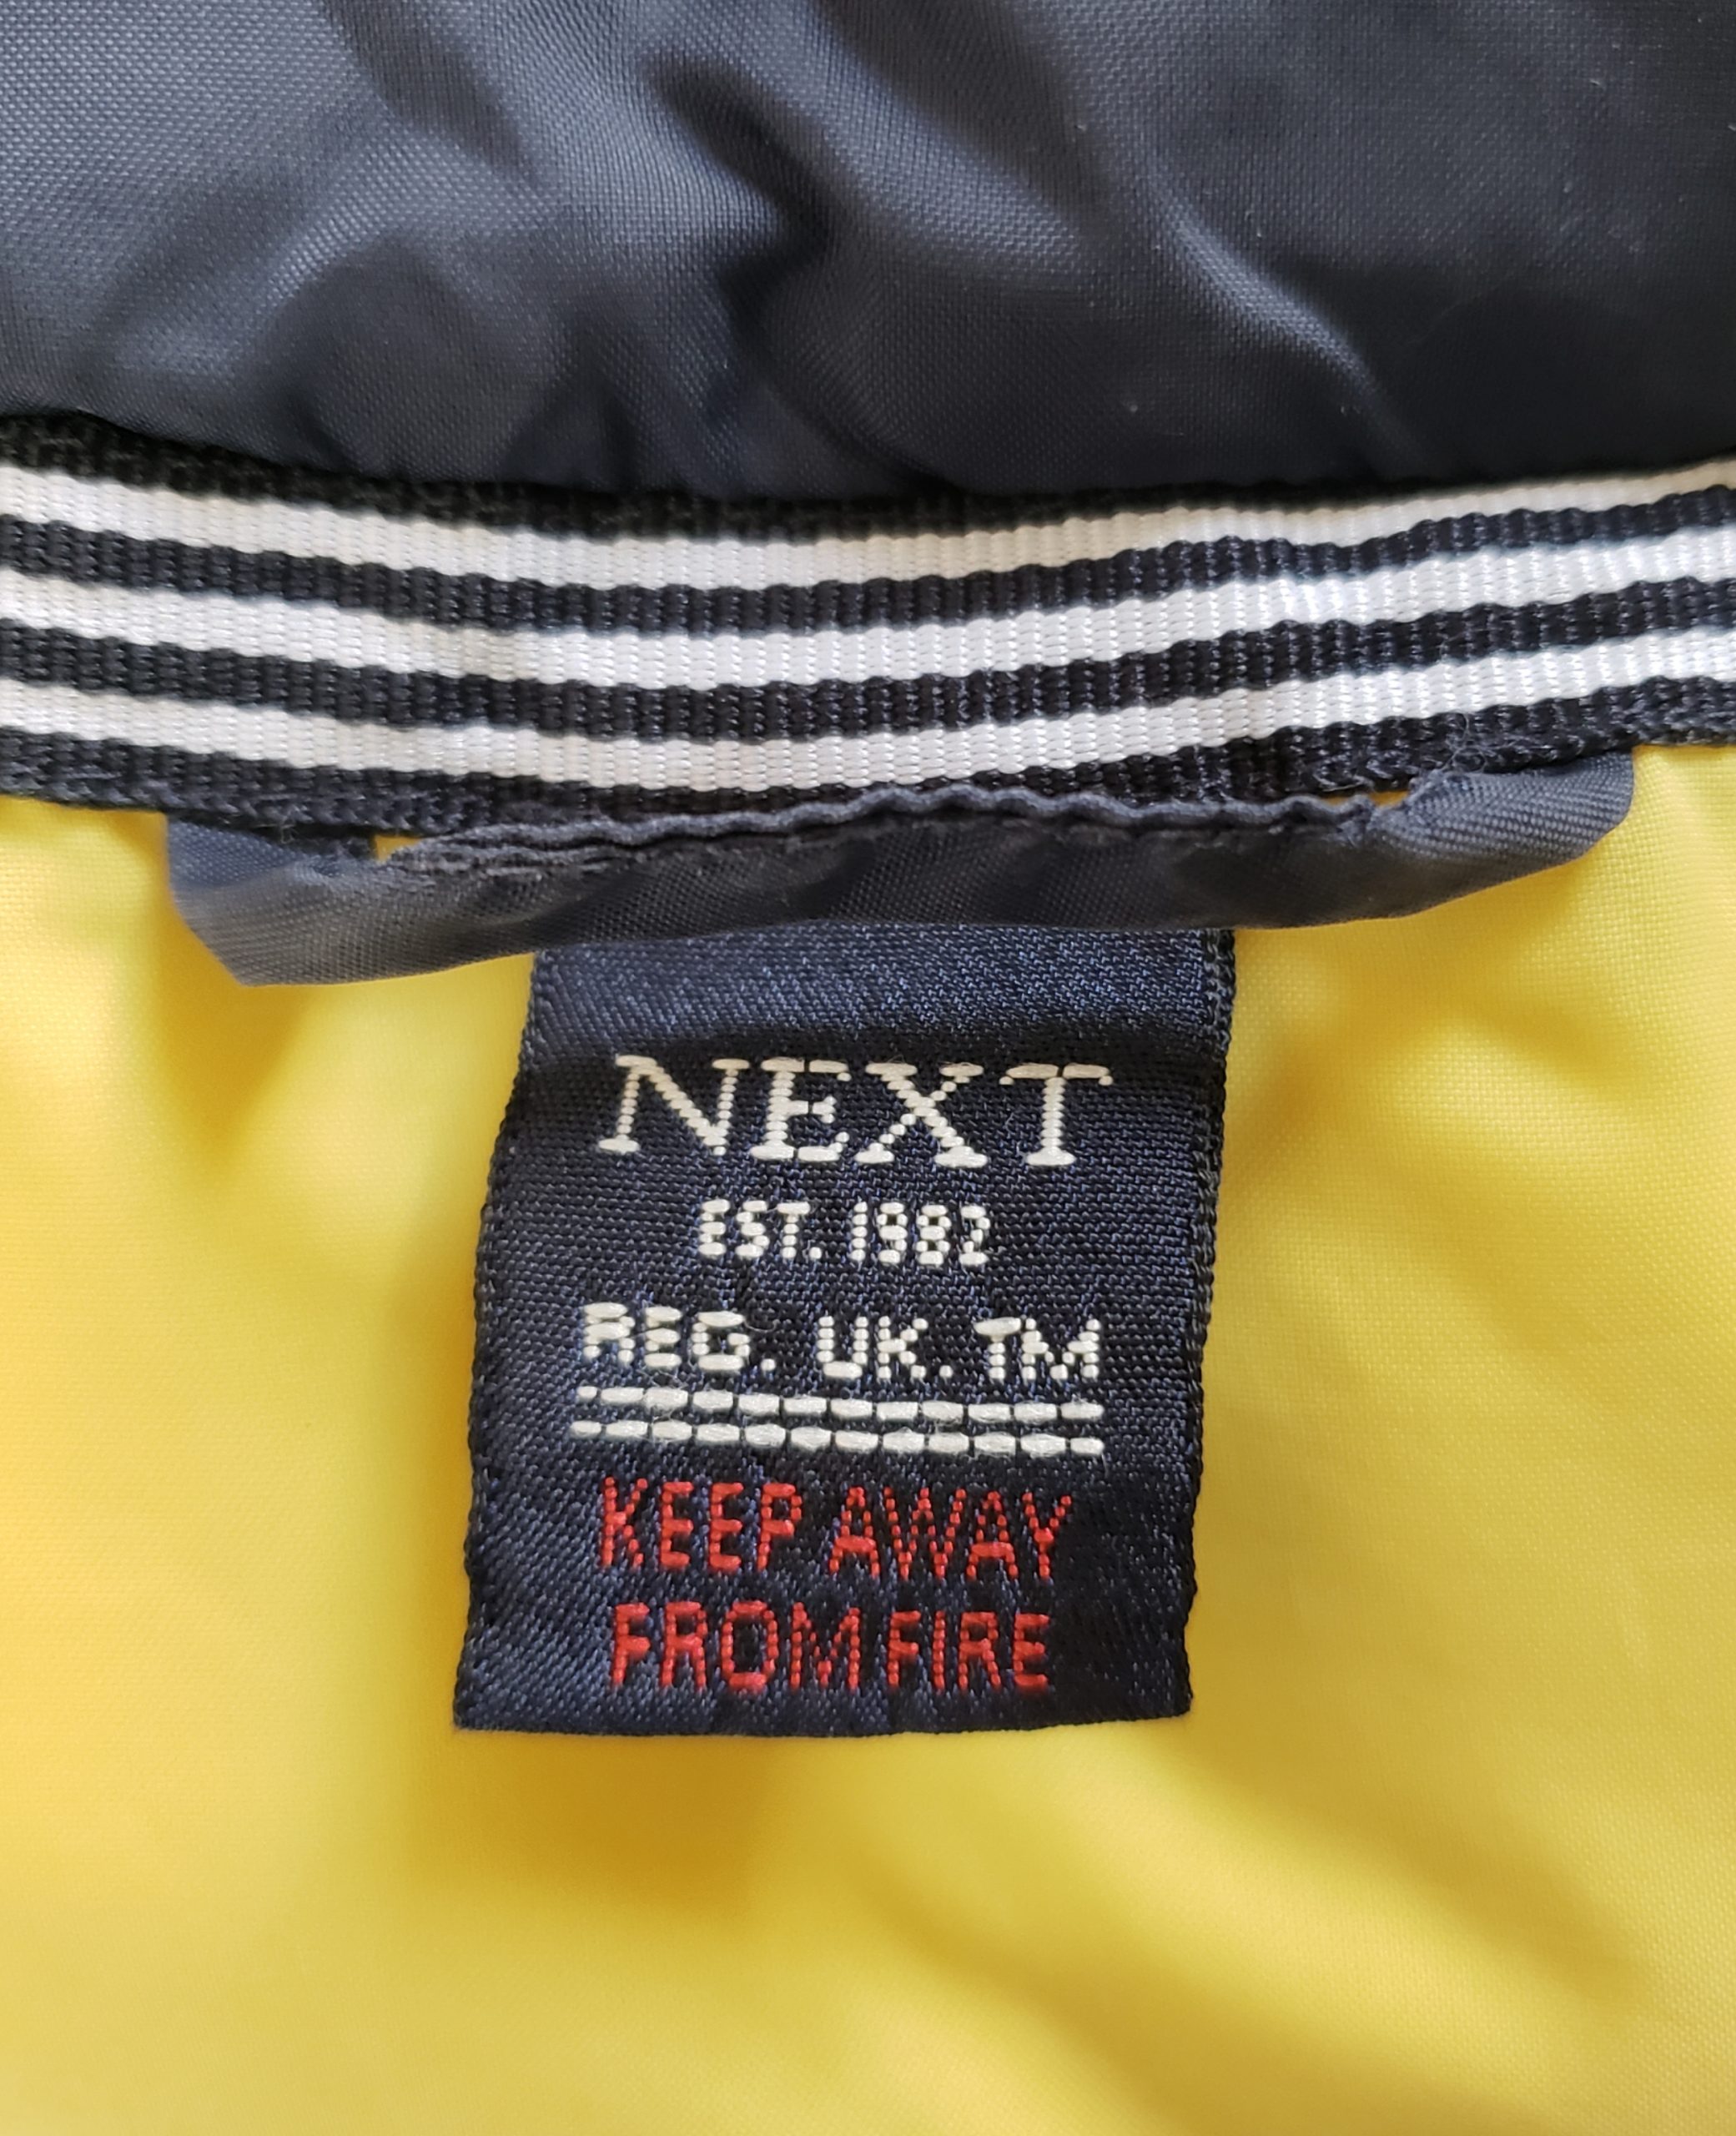 NEXT
EST. 1982
REG. UK. TM
KEEP AWAY
FROM FIRE